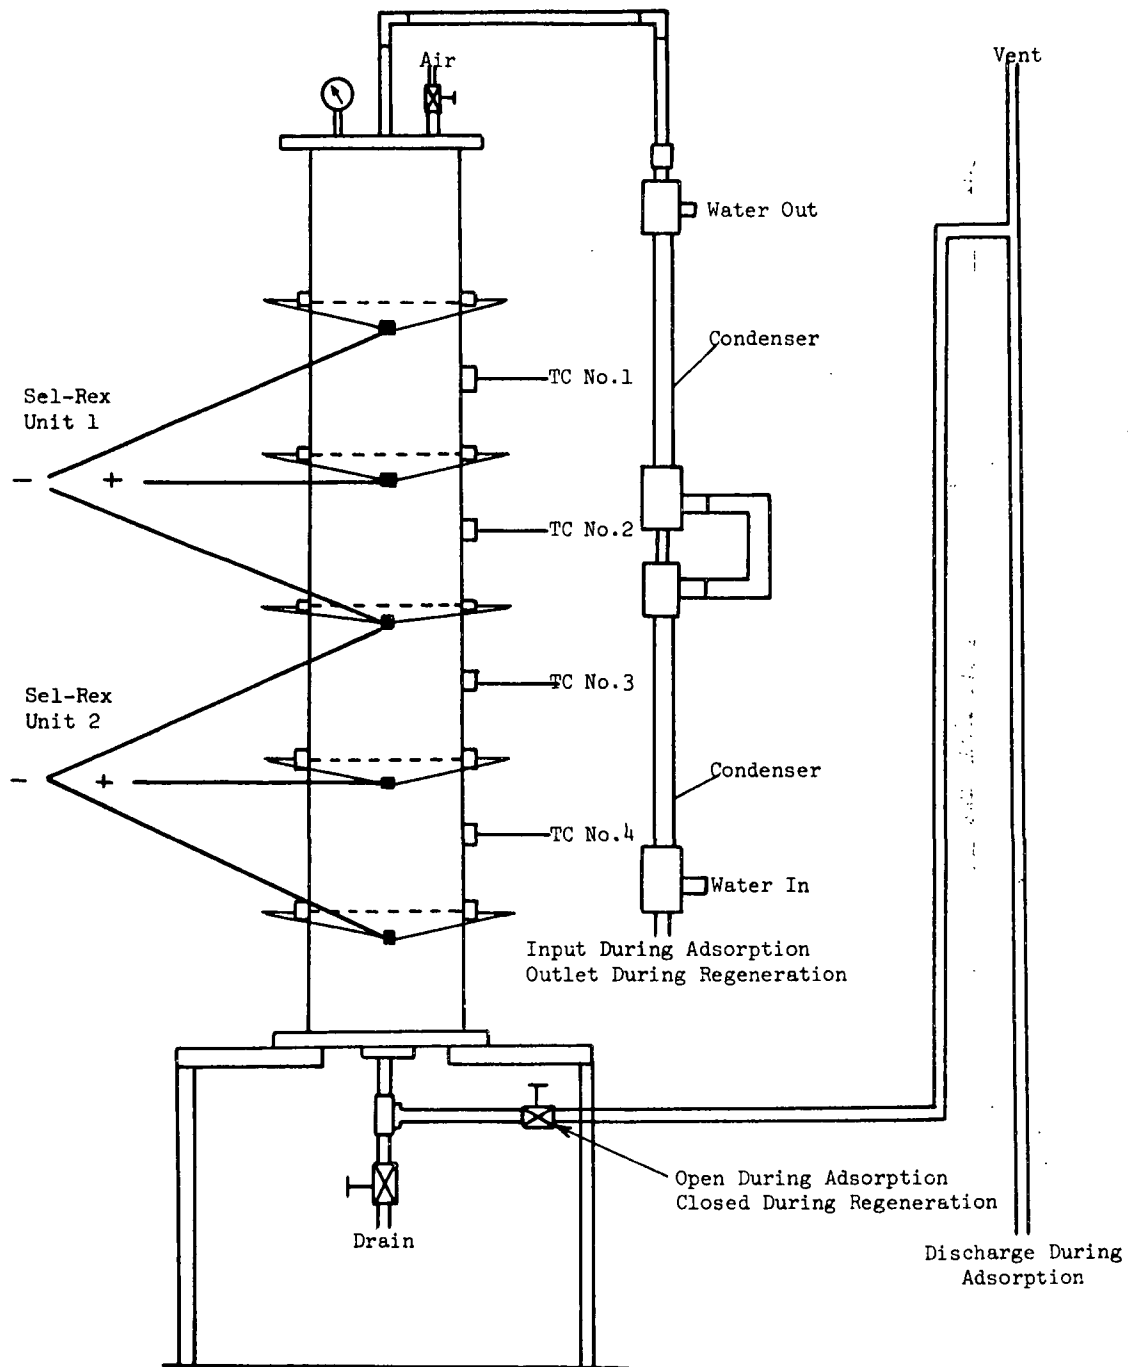 Air
Vent
Water Out
Condenser
TC No.1
Sel-Rex
Unit 1
- +
TC No.2
TC No.3
Sel-Rex
Unit 2
- +
Condenser
TC No.4
Water In
Input During Adsorption
Outlet During Regeneration
Open During Adsorption
Closed During Regeneration
Drain
Discharge During
Adsorption